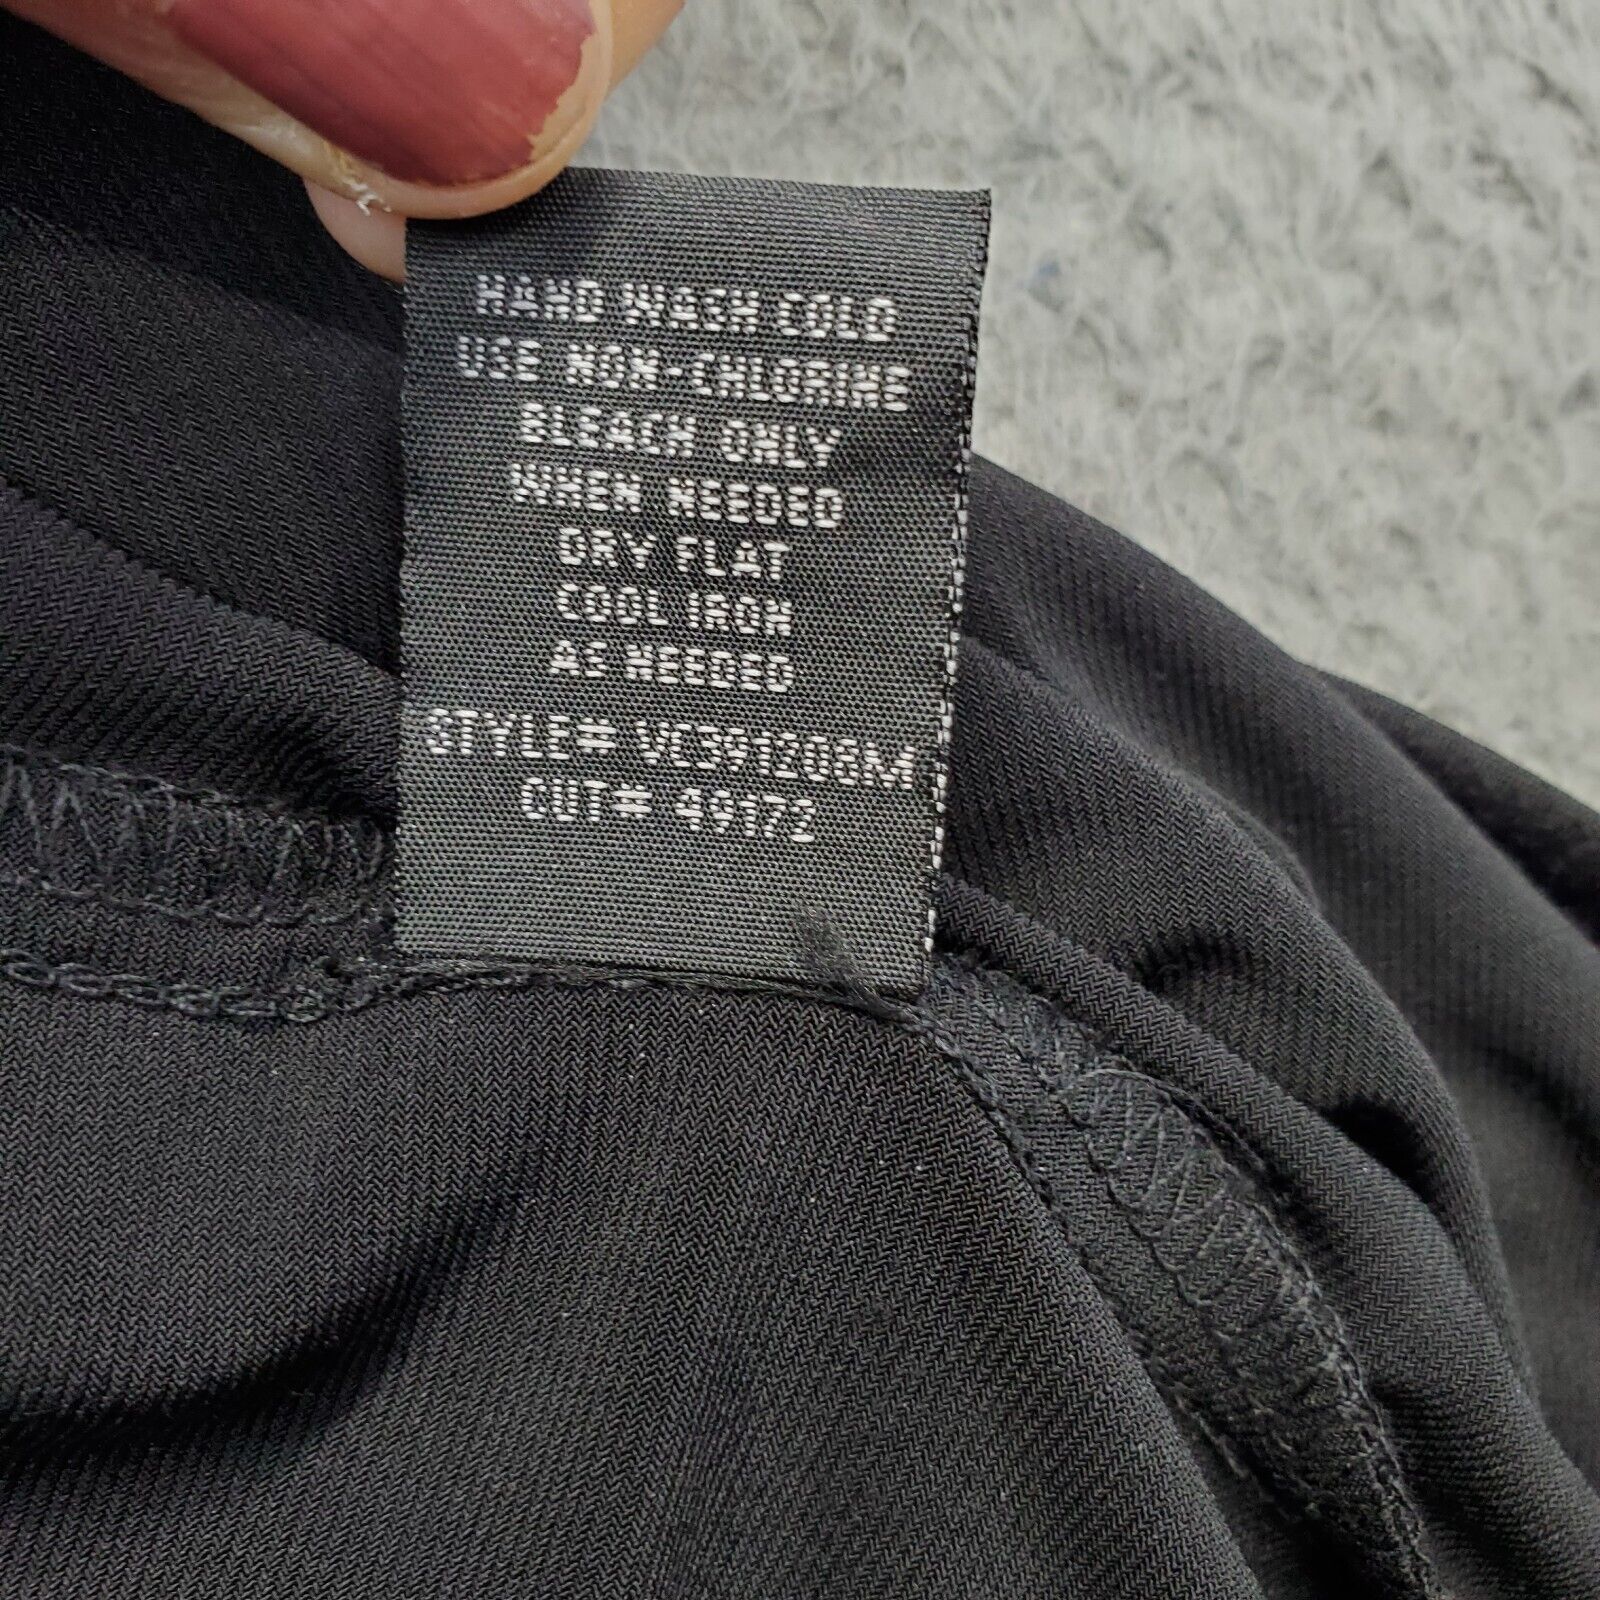 HAND WASH COLD
USE NON-CHLORINE
BLEACH ONLY
WHEN NEEDED
DRY FLAT
COOL IRON
AS NEEDED
STYLE# VC391208M
CUT# 49172